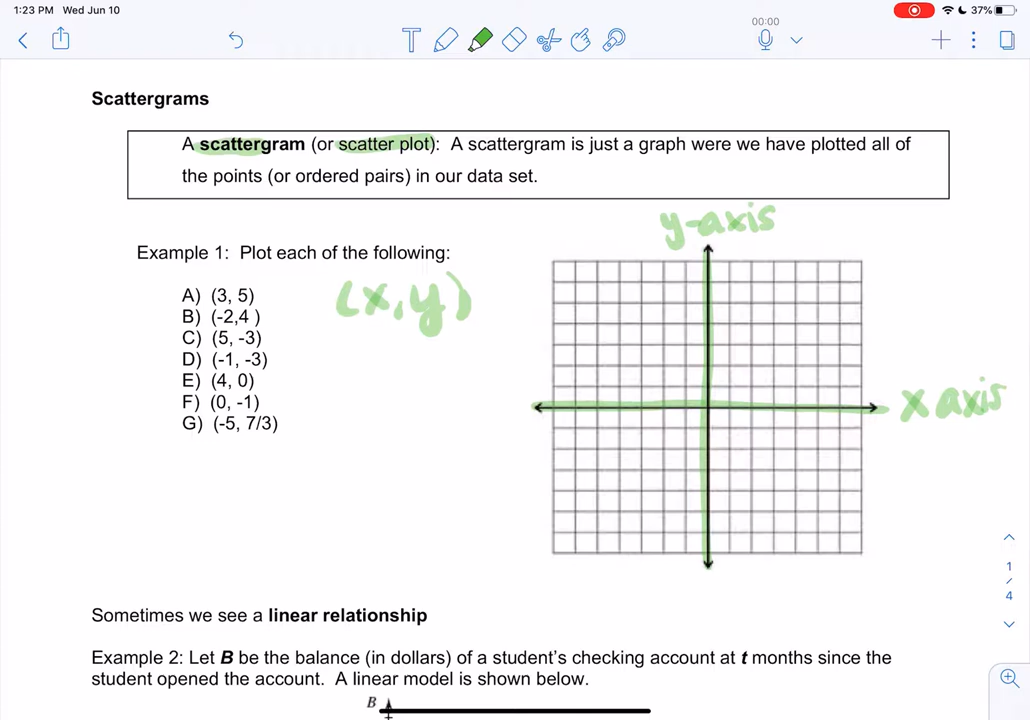 1:23 PM Wed Jun 10
37%
00:00
T
Scattergrams
A scattergram (or scatter plot): A scattergram is just a graph were we have plotted all of
the points (or ordered pairs) in our data set.
y-axis
Example 1: Plot each of the following:
(x,y)
A) (3, 5)
B) (-2,4 )
C) (5, -3)
D) (-1, -3)
E) (4, 0)
F) (0, -1)
G) (-5, 7/3)
x axis
1
/
4
Sometimes we see a linear relationship
Example 2: Let B be the balance (in dollars) of a student's checking account at t months since the
student opened the account. A linear model is shown below.
B